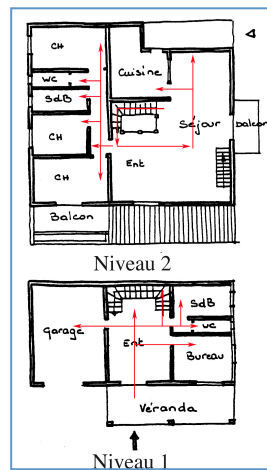 CH
Cuisine
WC
SdB
Séjour
balcon
CH
Ent
CH
Balcon
Niveau 2
SdB
Garage
Ent
WC
Bureau
Véranda
Niveau 1